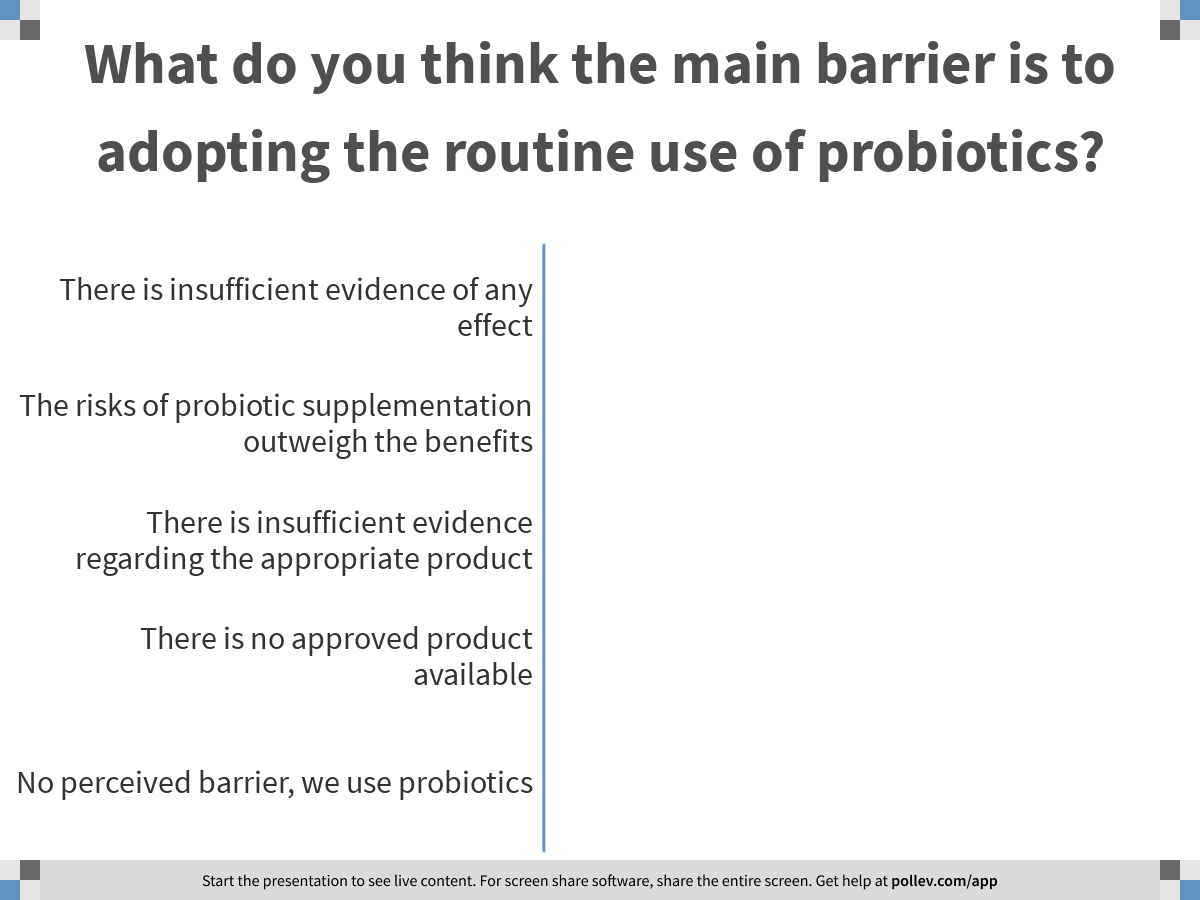 What do you think the main barrier is to
adopting the routine use of probiotics?
There is insufficient evidence of any
effect
The risks of probiotic supplementation
outweigh the benefits
There is insufficient evidence
regarding the appropriate product
There is no approved product
available
No perceived barrier, we use probiotics
Start the presentation to see live content. For screen share software, share the entire screen. Get help at pollev.com/app